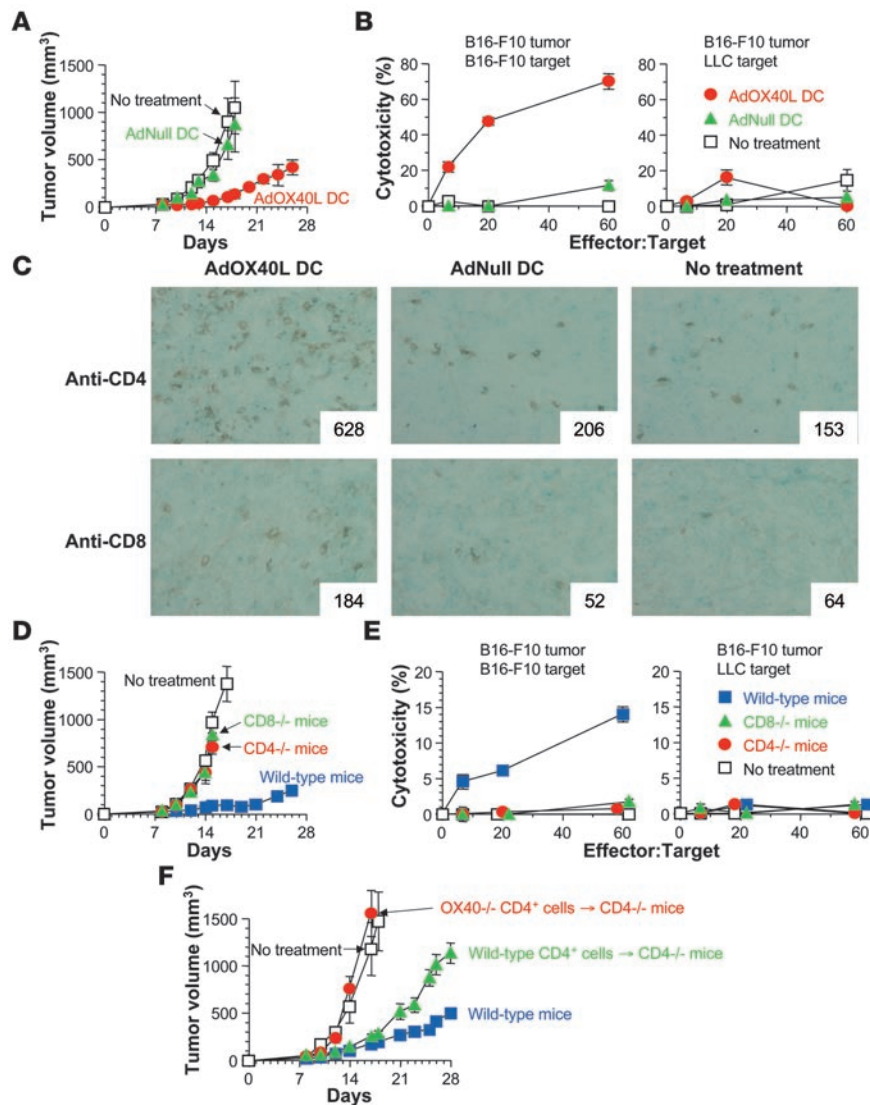 A
Tumor volume (mm³)
1500
1000
500
0
No treatment
AdNull DC
AdOX40L DC
0 7 14 21 28
Days
B
B16-F10 tumor
B16-F10 target
Cytotoxicity (%)
80
60
40
20
0
0 20 40 60
B16-F10 tumor
LLC target
AdOX40L DC
AdNull DC
No treatment
80
60
40
20
0
0 20 40 60
Effector:Target
C
AdOX40L DC AdNull DC No treatment
Anti-CD4
628 206 153
Anti-CD8
184 52 64
D
Tumor volume (mm³)
1500
1000
500
0
No treatment
CD8-/- mice
CD4-/- mice
Wild-type mice
0 7 14 21 28
Days
E
B16-F10 tumor
B16-F10 target
Cytotoxicity (%)
20
15
10
5
0
0 20 40 60
B16-F10 tumor
LLC target
Wild-type mice
CD8-/- mice
CD4-/- mice
No treatment
20
15
10
5
0
0 20 40 60
Effector:Target
F
Tumor volume (mm³)
1500
1000
500
0
OX40-/- CD4⁺ cells → CD4-/- mice
No treatment
Wild-type CD4⁺ cells → CD4-/- mice
Wild-type mice
0 7 14 21 28
Days